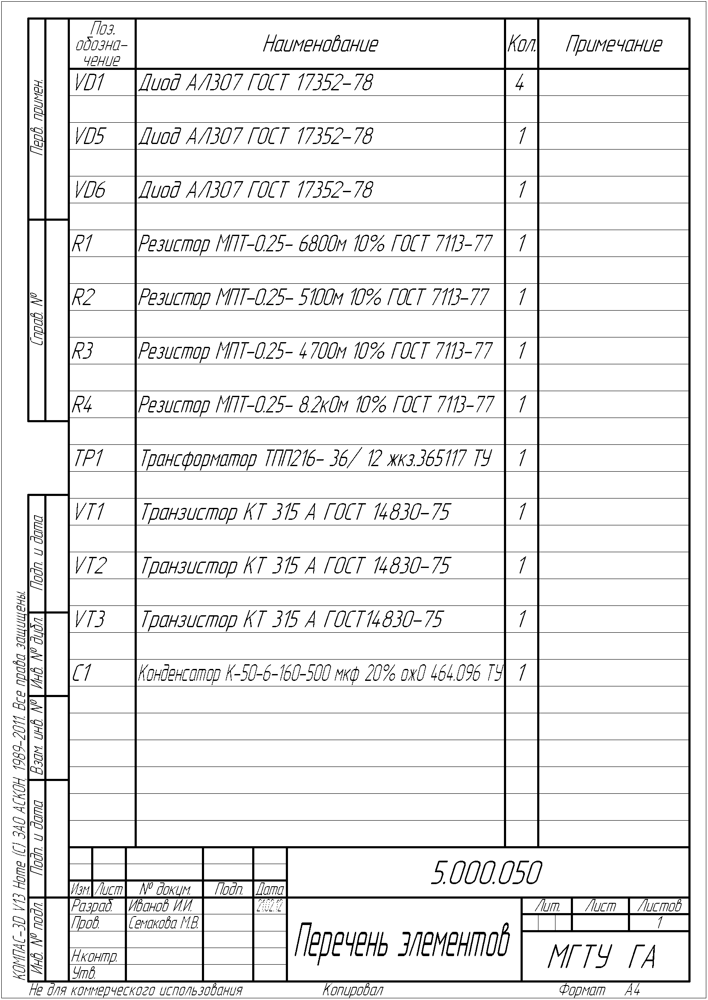 Поз. обозна- чение Наименование Кол. Примечание
VD1 Диод АЛ307 ГОСТ 17352-78 4
VD5 Диод АЛ307 ГОСТ 17352-78 1
VD6 Диод АЛ307 ГОСТ 17352-78 1
R1 Резистор МПТ-0.25- 680Ом 10% ГОСТ 7113-77 1
R2 Резистор МПТ-0.25- 510Ом 10% ГОСТ 7113-77 1
R3 Резистор МПТ-0.25- 470Ом 10% ГОСТ 7113-77 1
R4 Резистор МПТ-0.25- 8.2кОм 10% ГОСТ 7113-77 1
TP1 Трансформатор ТПП216- 36/ 12 жкз.365117 ТУ 1
VT1 Транзистор КТ 315 А ГОСТ 14830-75 1
VT2 Транзистор КТ 315 А ГОСТ 14830-75 1
VT3 Транзистор КТ 315 А ГОСТ14830-75 1
C1 Конденсатор К-50-6-160-500 мкф 20% ож0 464.096 ТУ 1
Перв. примен.
Справ. №
Подп. и дата
Инв. № дубл.
Взам. инв. №
Подп. и дата
Инв. № подл.
КОМПАС-3D V13 Home (C) ЗАО АСКОН, 1989-2011. Все права защищены.
5.000.050
Изм. Лист № докум. Подп. Дата
Разраб. Иванов И.И. 21.02.12
Пров. Семакова М.В.
Н.контр.
Утв.
Перечень элементов
Лит. Лист Листов
1
МГТУ ГА
Не для коммерческого использования Копировал Формат А4